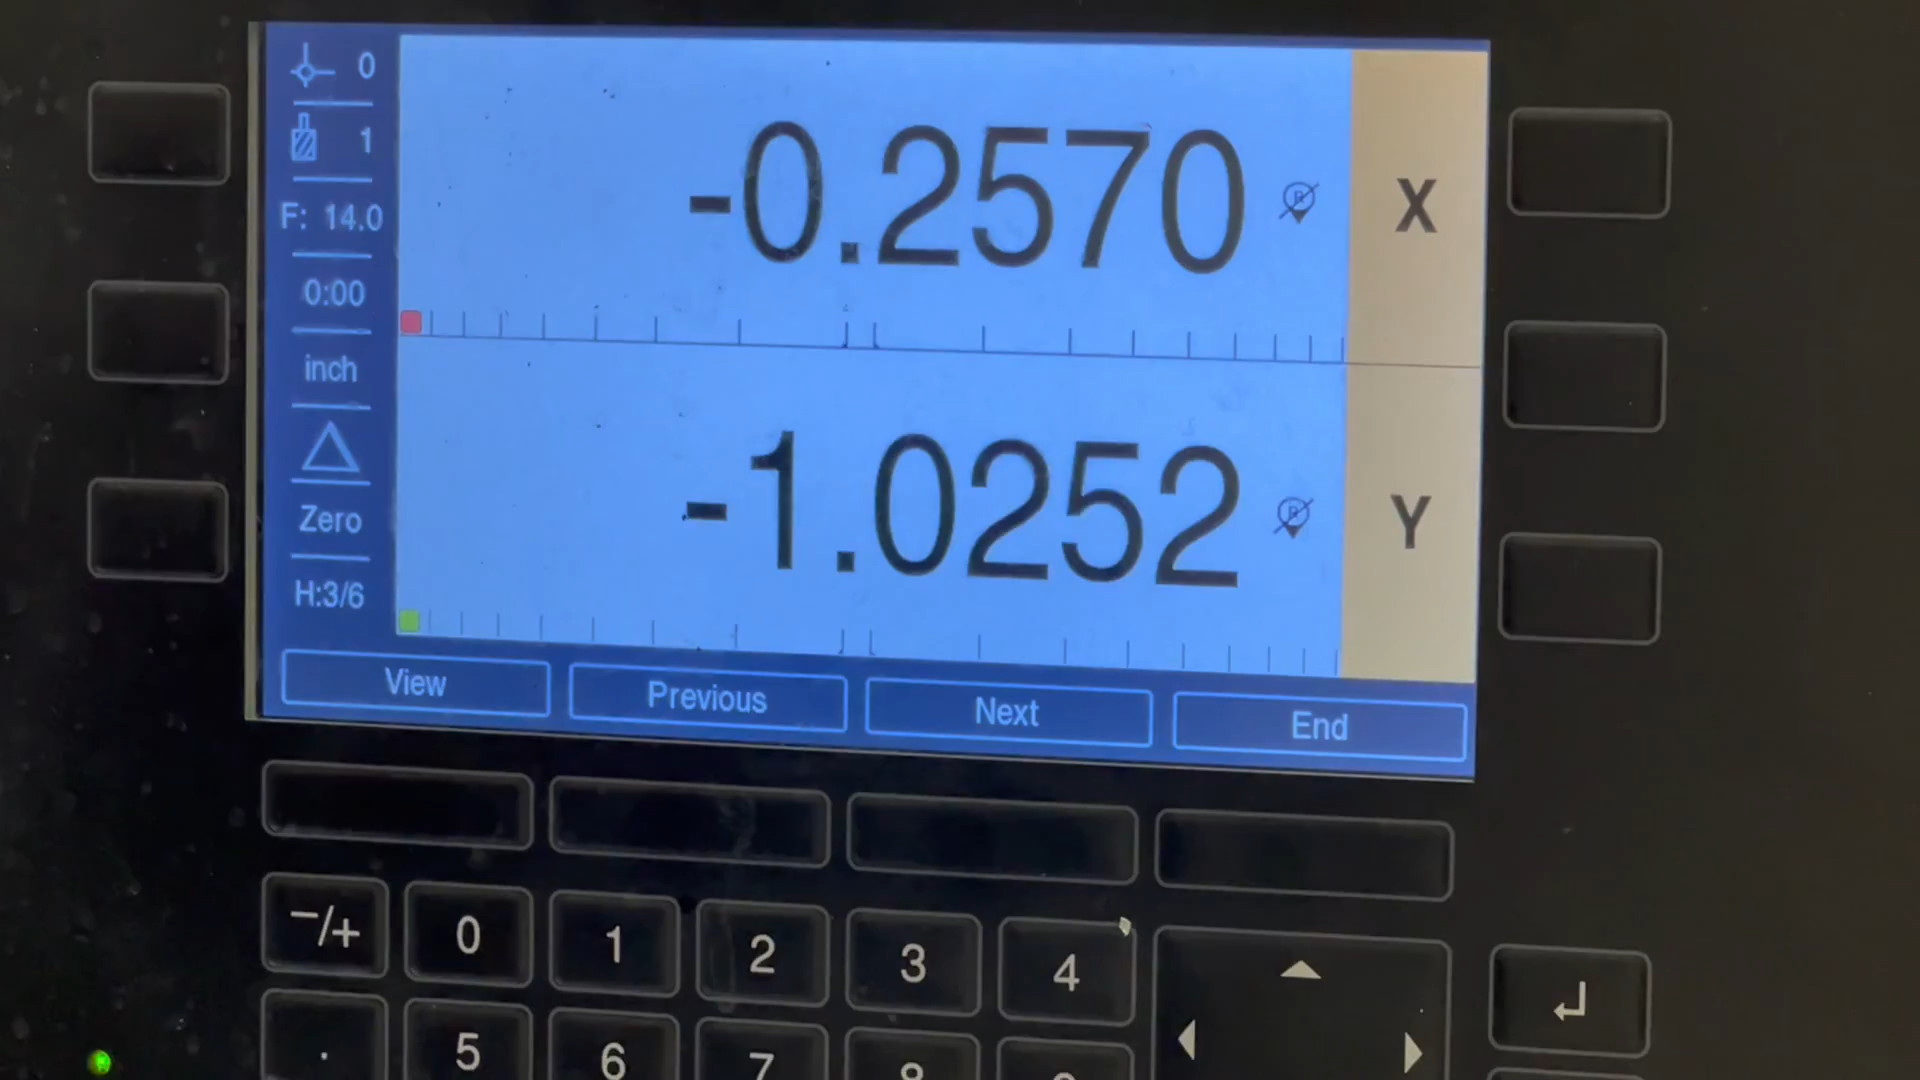 0
1
F: 14.0
0:00
inch
Zero
H:3/6
-0.2570 R X
-1.0252 R Y
View Previous Next End
-/+ 0 1 2 3 4
. 5 6 7 8